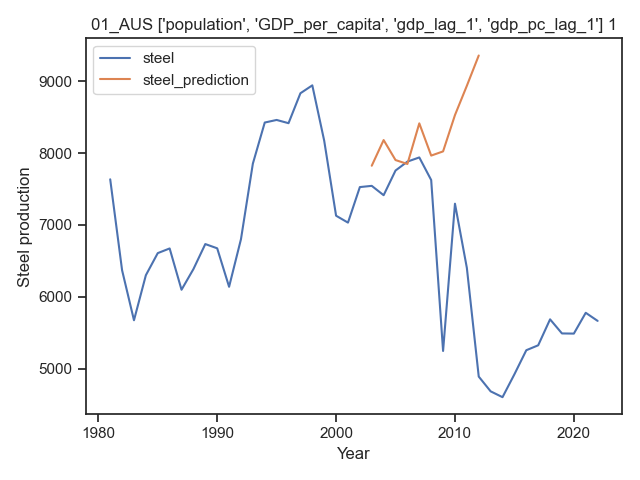 01_AUS ['population', 'GDP_per_capita', 'gdp_lag_1', 'gdp_pc_lag_1'] 1
steel
steel_prediction
9000
8000
7000
6000
5000
Steel production
1980
1990
2000
2010
2020
Year